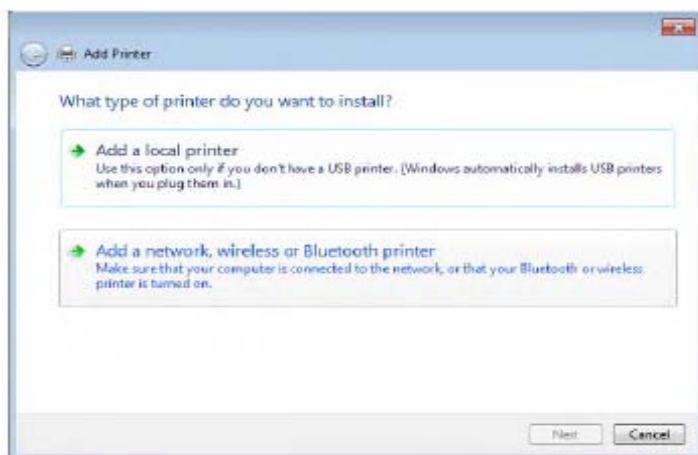 Add Printer
What type of printer do you want to install?
Add a local printer
Use this option only if you don't have a USB printer. (Windows automatically installs USB printers
when you plug them in.)
Add a network, wireless or Bluetooth printer
Make sure that your computer is connected to the network, or that your Bluetooth or wireless
printer is turned on.
Next
Cancel